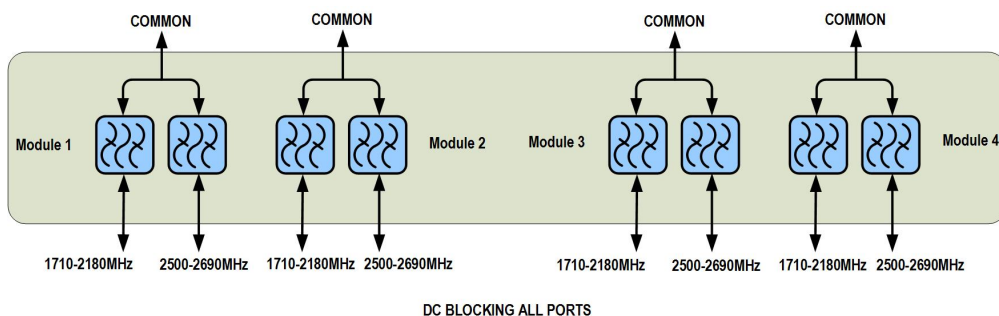 COMMON
COMMON
COMMON
COMMON
Module 1
Module 2
Module 3
Module 4
1710-2180MHz
2500-2690MHz
1710-2180MHz
2500-2690MHz
1710-2180MHz
2500-2690MHz
1710-2180MHz
2500-2690MHz
DC BLOCKING ALL PORTS